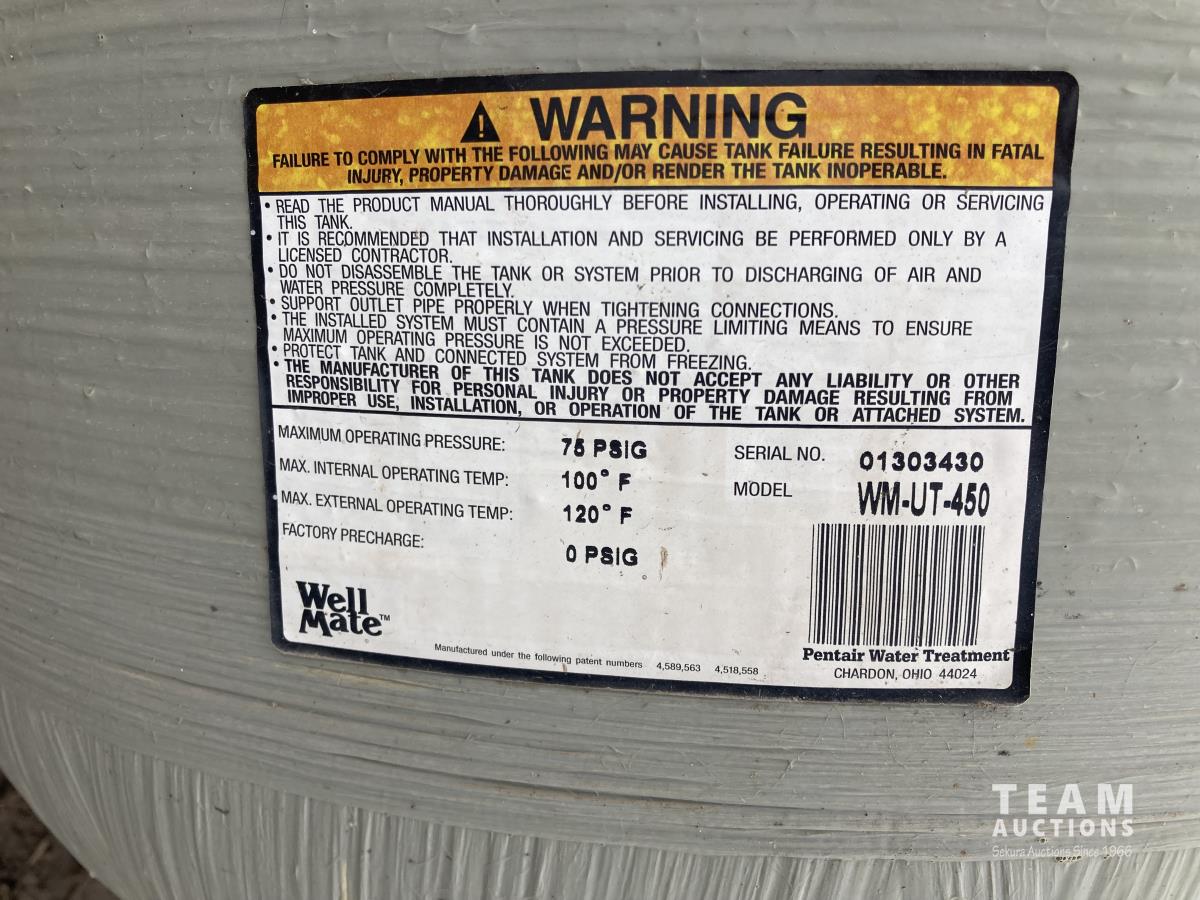 WARNING
FAILURE TO COMPLY WITH THE FOLLOWING MAY CAUSE TANK FAILURE RESULTING IN FATAL
INJURY, PROPERTY DAMAGE AND/OR RENDER THE TANK INOPERABLE.
• READ THE PRODUCT MANUAL THOROUGHLY BEFORE INSTALLING, OPERATING OR SERVICING
THIS TANK.
• IT IS RECOMMENDED THAT INSTALLATION AND SERVICING BE PERFORMED ONLY BY A
LICENSED CONTRACTOR.
• DO NOT DISASSEMBLE THE TANK OR SYSTEM PRIOR TO DISCHARGING OF AIR AND
WATER PRESSURE COMPLETELY.
• SUPPORT OUTLET PIPE PROPERLY WHEN TIGHTENING CONNECTIONS.
• THE INSTALLED SYSTEM MUST CONTAIN A PRESSURE LIMITING MEANS TO ENSURE
MAXIMUM OPERATING PRESSURE IS NOT EXCEEDED.
• PROTECT TANK AND CONNECTED SYSTEM FROM FREEZING.
• THE MANUFACTURER OF THIS TANK DOES NOT ACCEPT ANY LIABILITY OR OTHER
RESPONSIBILITY FOR PERSONAL INJURY OR PROPERTY DAMAGE RESULTING FROM
IMPROPER USE, INSTALLATION, OR OPERATION OF THE TANK OR ATTACHED SYSTEM.
MAXIMUM OPERATING PRESSURE: 75 PSIG
MAX. INTERNAL OPERATING TEMP: 100° F
MAX. EXTERNAL OPERATING TEMP: 120° F
FACTORY PRECHARGE: 0 PSIG
SERIAL NO. 01303430
MODEL WM-UT-450
Well
Mate™
Manufactured under the following patent numbers 4,589,563 4,518,558
Pentair Water Treatment
CHARDON, OHIO 44024
TEAM
AUCTIONS
Sekura Auctions Since 1966